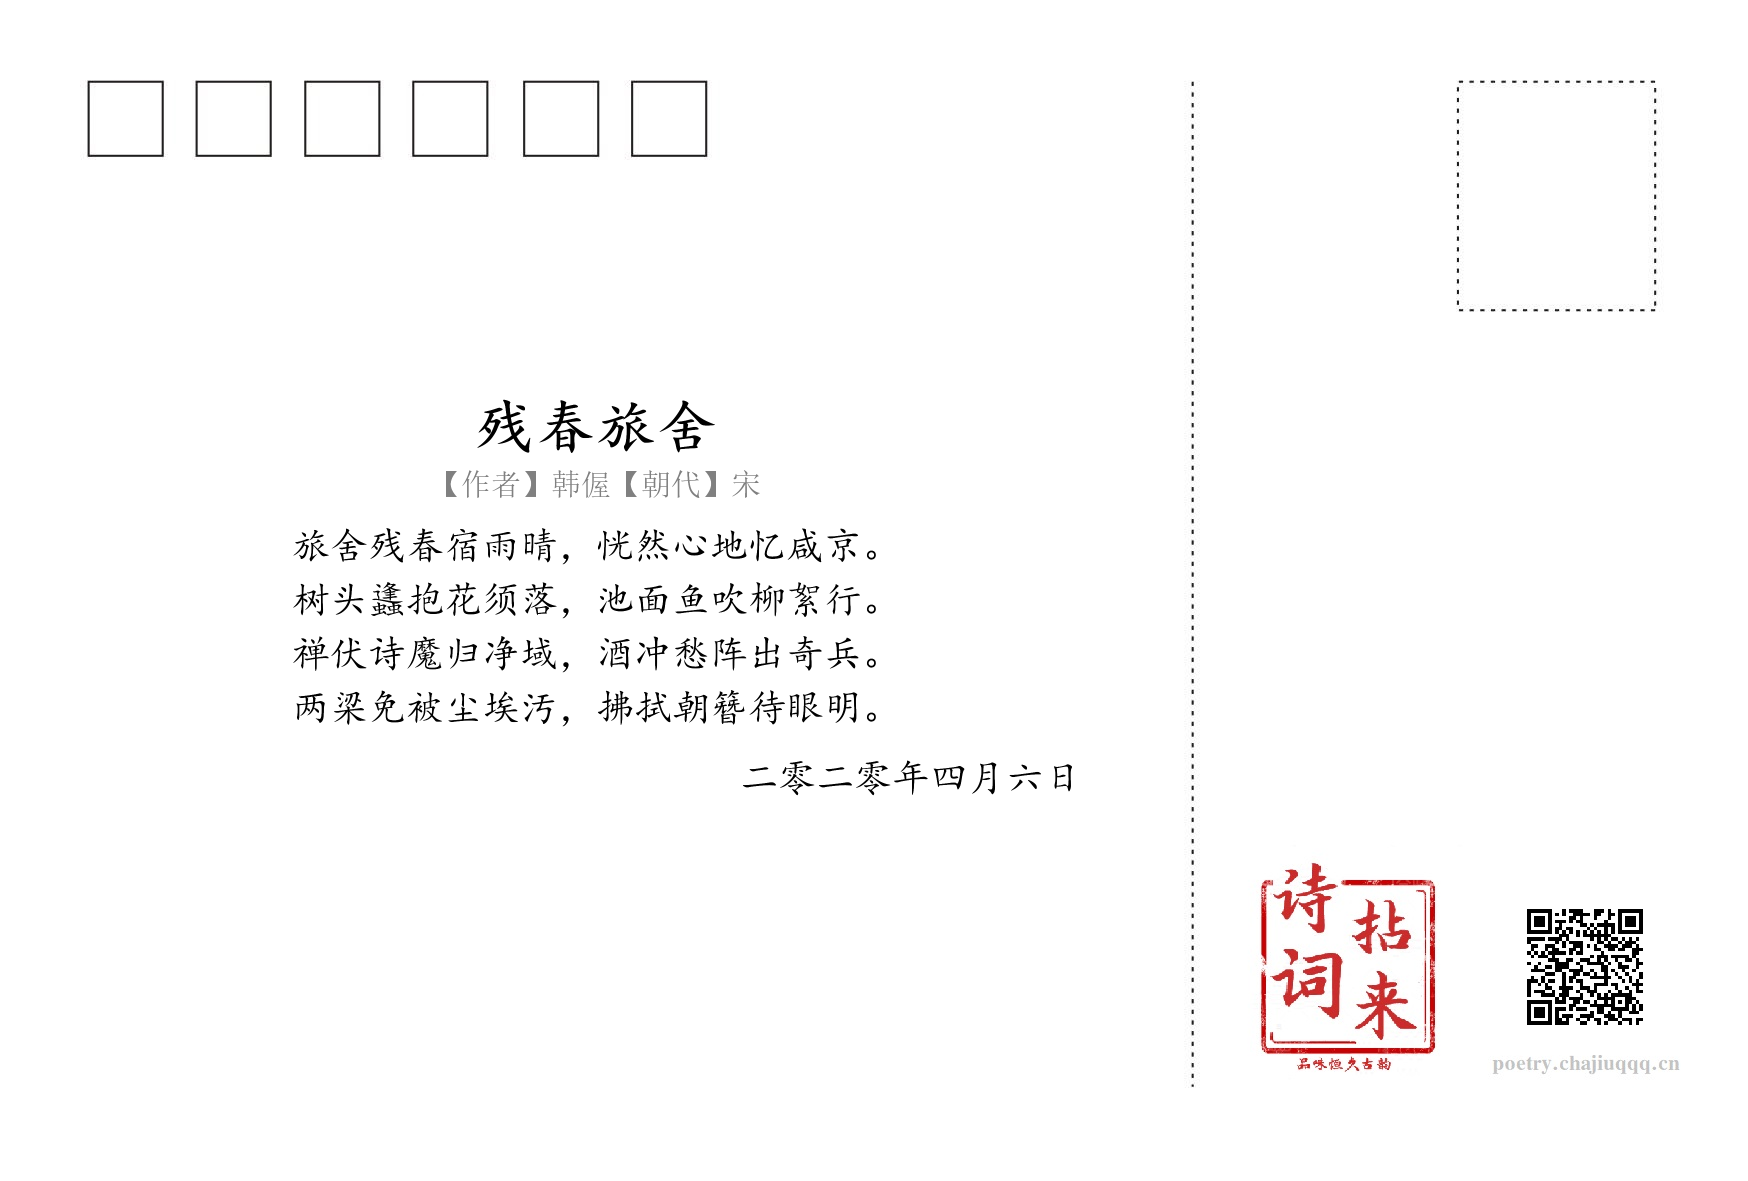 残春旅舍
【作者】韩偓【朝代】宋
旅舍残春宿雨晴，恍然心地忆咸京。
树头蠭抱花须落，池面鱼吹柳絮行。
禅伏诗魔归净域，酒冲愁阵出奇兵。
两梁免被尘埃污，拂拭朝簪待眼明。
二零二零年四月六日
拈来
诗词
品味恒久古韵
poetry.chajiuqqq.cn